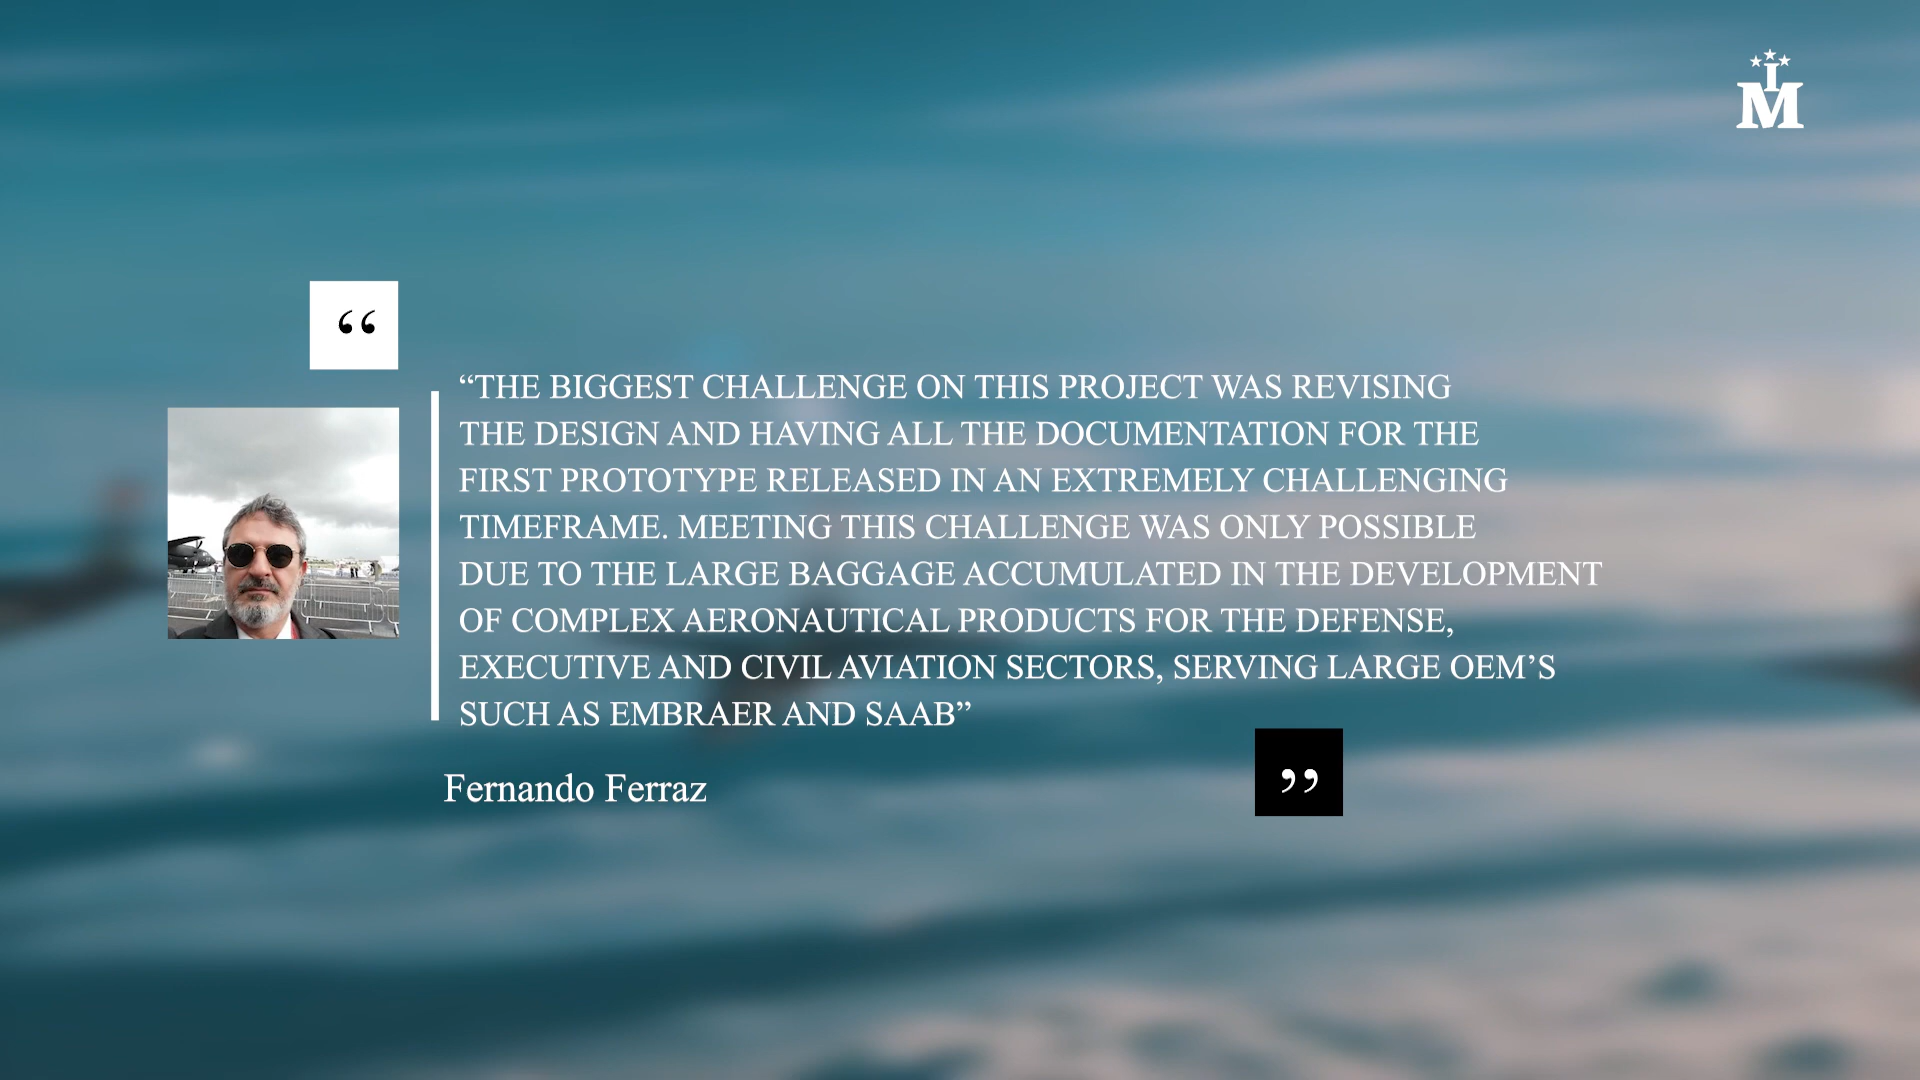 IM
“
“THE BIGGEST CHALLENGE ON THIS PROJECT WAS REVISING
THE DESIGN AND HAVING ALL THE DOCUMENTATION FOR THE
FIRST PROTOTYPE RELEASED IN AN EXTREMELY CHALLENGING
TIMEFRAME. MEETING THIS CHALLENGE WAS ONLY POSSIBLE
DUE TO THE LARGE BAGGAGE ACCUMULATED IN THE DEVELOPMENT
OF COMPLEX AERONAUTICAL PRODUCTS FOR THE DEFENSE,
EXECUTIVE AND CIVIL AVIATION SECTORS, SERVING LARGE OEM’S
SUCH AS EMBRAER AND SAAB”
”
Fernando Ferraz